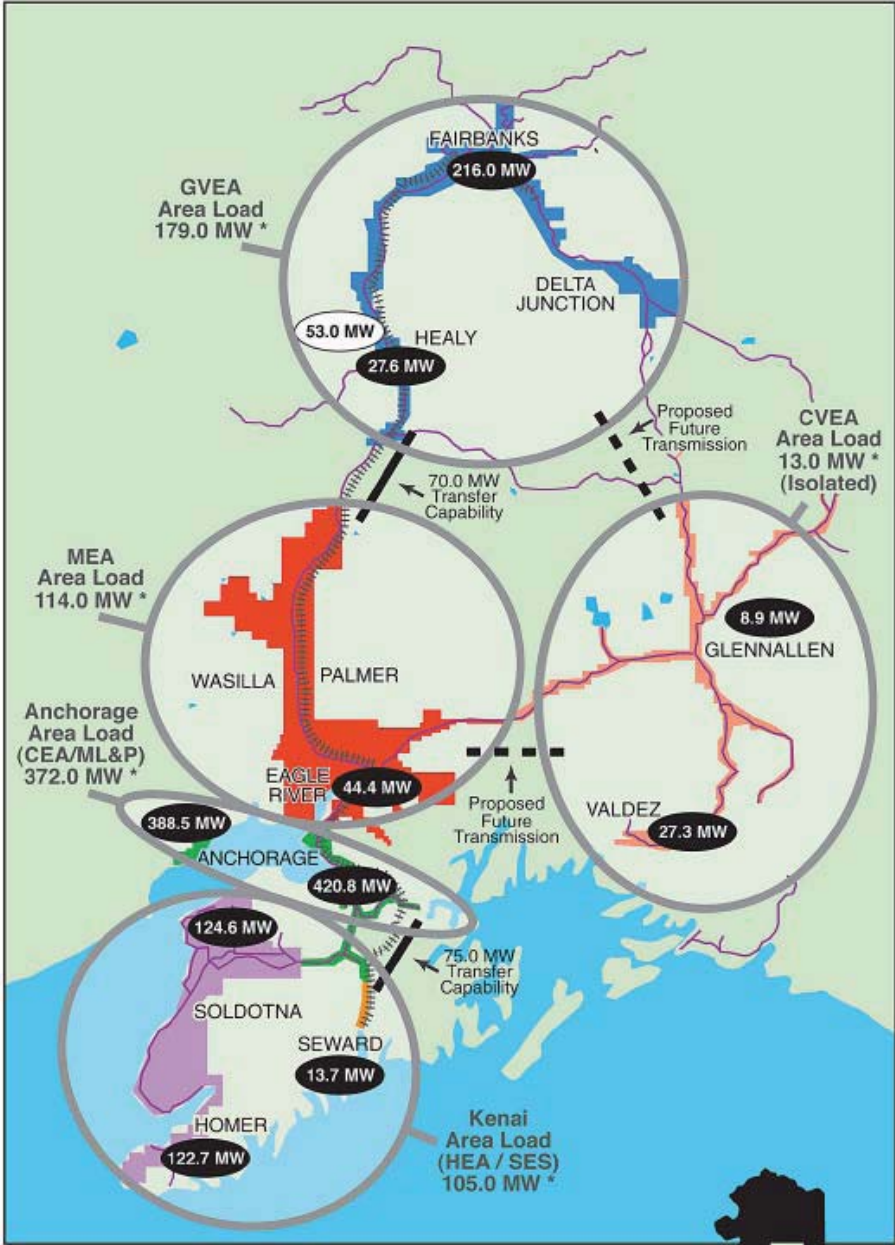 FAIRBANKS
216.0 MW
GVEA
Area Load
179.0 MW *
DELTA
JUNCTION
53.0 MW
HEALY
27.6 MW
Proposed
Future
Transmission
CVEA
Area Load
13.0 MW *
(Isolated)
70.0 MW
Transfer
Capability
MEA
Area Load
114.0 MW *
8.9 MW
GLENNALLEN
WASILLA
PALMER
Anchorage
Area Load
(CEA/ML&P)
372.0 MW *
EAGLE
RIVER
44.4 MW
Proposed
Future
Transmission
VALDEZ
27.3 MW
388.5 MW
ANCHORAGE
420.8 MW
124.6 MW
75.0 MW
Transfer
Capability
SOLDOTNA
SEWARD
13.7 MW
HOMER
122.7 MW
Kenai
Area Load
(HEA / SES)
105.0 MW *